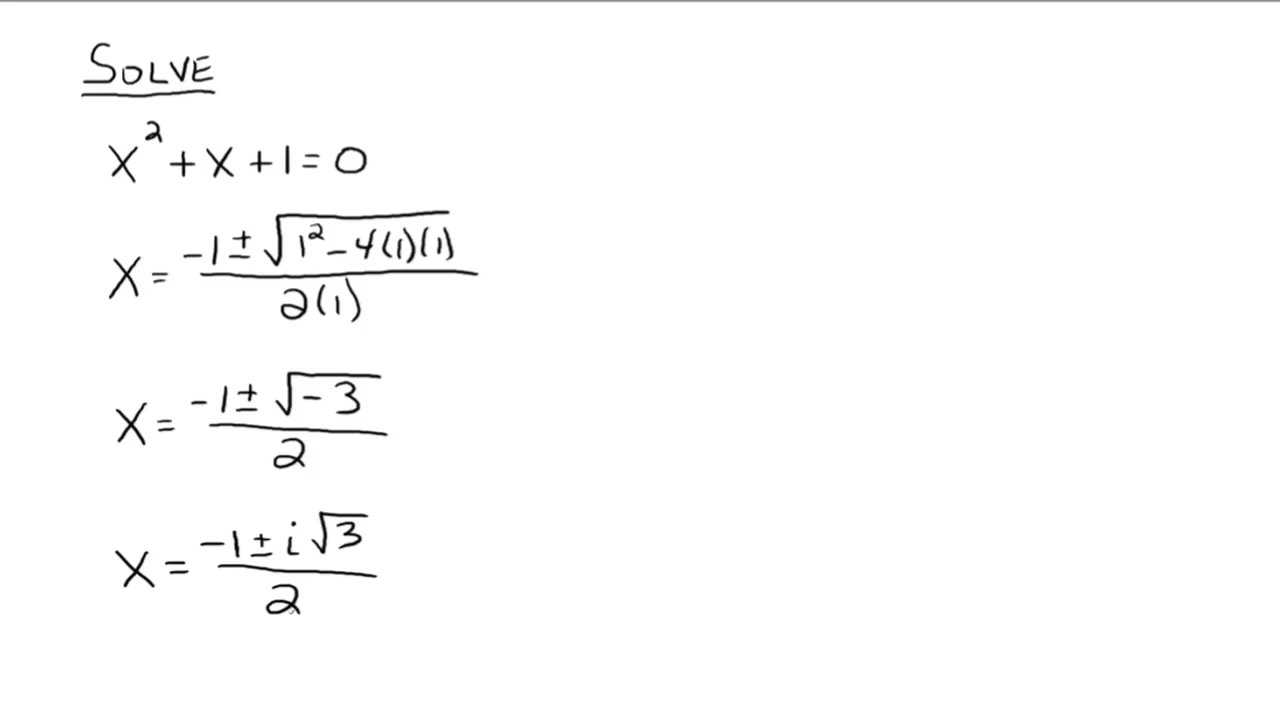 SOLVE
x² + x + 1 = 0
x = (-1 ± √(1² - 4(1)(1))) / 2(1)
x = (-1 ± √(-3)) / 2
x = (-1 ± i√3) / 2